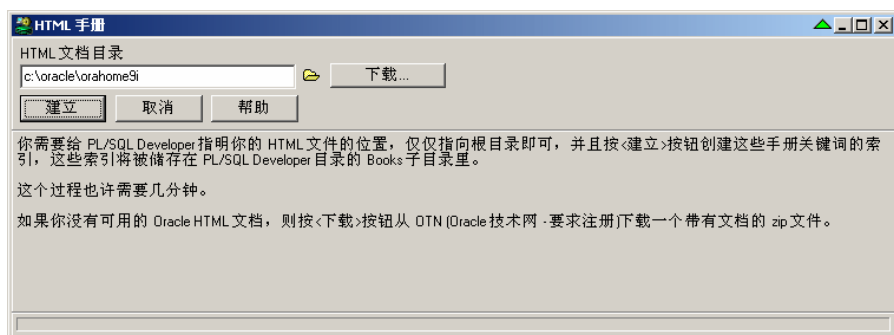 HTML 手册
HTML 文档目录
c:\oracle\orahome9i
下载...
建立
取消
帮助
你需要给 PL/SQL Developer 指明你的 HTML 文件的位置，仅仅指向根目录即可，并且按<建立>按钮创建这些手册关键词的索
引，这些索引将被储存在 PL/SQL Developer 目录的 Books 子目录里。
这个过程也许需要几分钟。
如果你没有可用的 Oracle HTML 文档，则按<下载>按钮从 OTN (Oracle 技术网 - 要求注册)下载一个带有文档的 zip 文件。